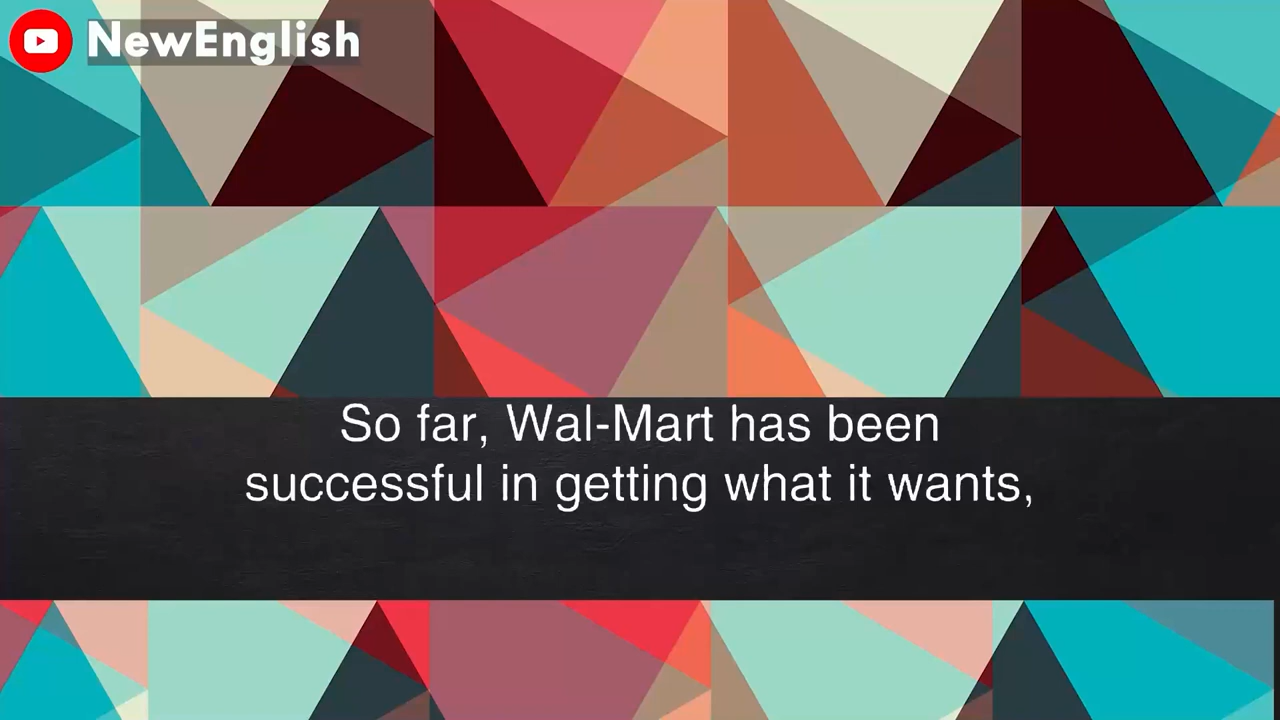 NewEnglish
So far, Wal-Mart has been
successful in getting what it wants,